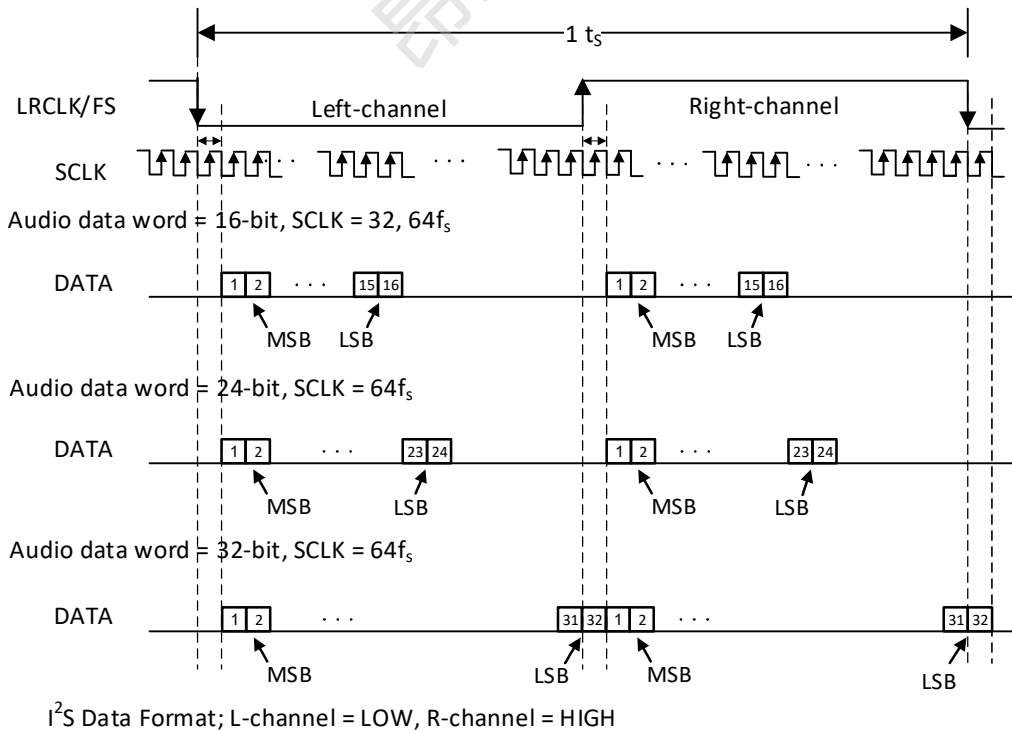 1 tS
LRCLK/FS Left-channel Right-channel
SCLK · · · · · · · · · · · ·
Audio data word = 16-bit, SCLK = 32, 64fs
DATA 1 2 · · · 15 16 1 2 · · · 15 16
MSB LSB MSB LSB
Audio data word = 24-bit, SCLK = 64fs
DATA 1 2 · · · 23 24 1 2 · · · 23 24
MSB LSB MSB LSB
Audio data word = 32-bit, SCLK = 64fs
DATA 1 2 · · · 31 32 1 2 · · · 31 32
MSB LSB MSB LSB
I²S Data Format; L-channel = LOW, R-channel = HIGH